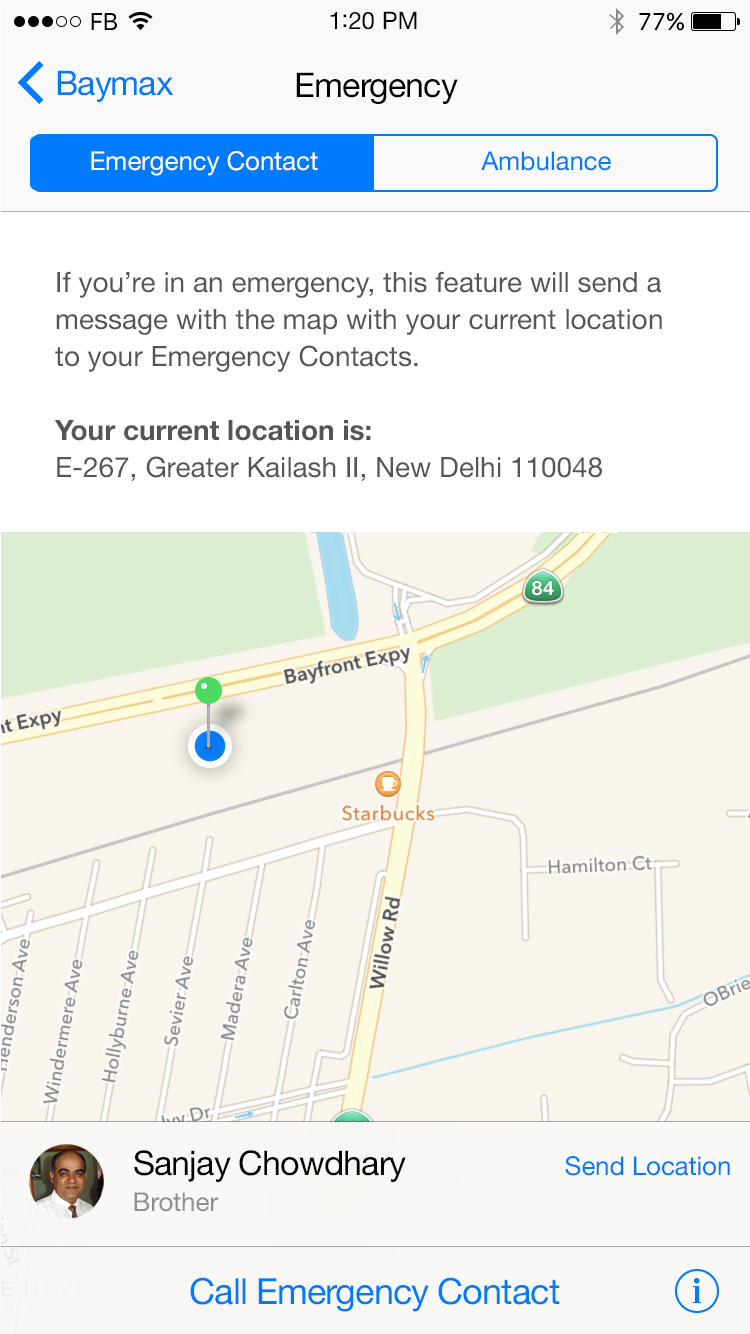 FB 1:20 PM 77%
Baymax Emergency
Emergency Contact Ambulance
If you’re in an emergency, this feature will send a
message with the map with your current location
to your Emergency Contacts.
Your current location is:
E-267, Greater Kailash II, New Delhi 110048
84
Bayfront Expy
nt Expy
Starbucks
Hamilton Ct
Willow Rd
OBrie
Henderson Ave
Windermere Ave
Hollyburne Ave
Sevier Ave
Madera Ave
Carlton Ave
Ivy Dr
Sanjay Chowdhary
Brother
Send Location
Call Emergency Contact